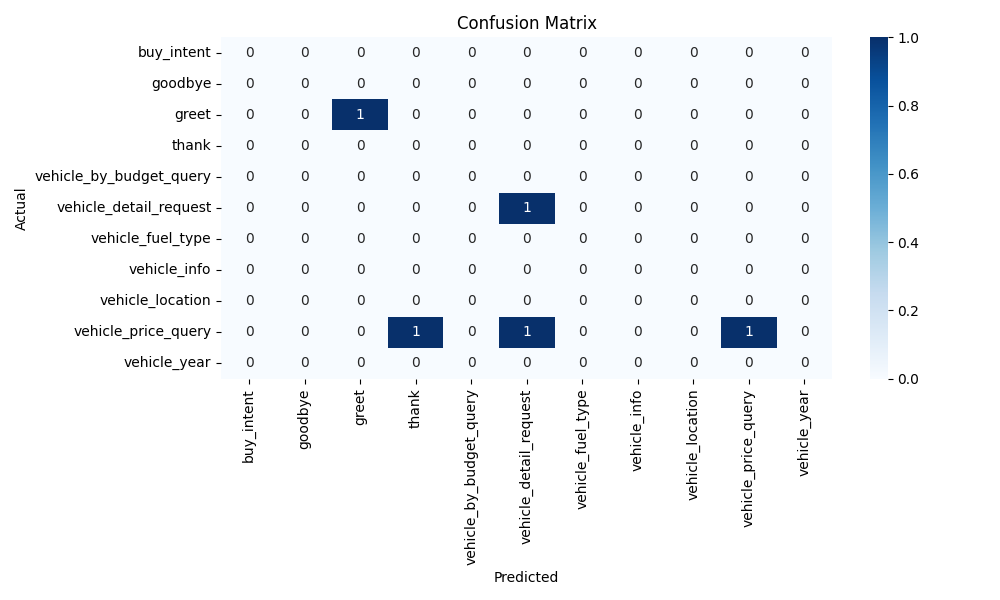 Confusion Matrix
Actual
buy_intent 0 0 0 0 0 0 0 0 0 0 0
goodbye 0 0 0 0 0 0 0 0 0 0 0
greet 0 0 1 0 0 0 0 0 0 0 0
thank 0 0 0 0 0 0 0 0 0 0 0
vehicle_by_budget_query 0 0 0 0 0 0 0 0 0 0 0
vehicle_detail_request 0 0 0 0 0 1 0 0 0 0 0
vehicle_fuel_type 0 0 0 0 0 0 0 0 0 0 0
vehicle_info 0 0 0 0 0 0 0 0 0 0 0
vehicle_location 0 0 0 0 0 0 0 0 0 0 0
vehicle_price_query 0 0 0 1 0 1 0 0 0 1 0
vehicle_year 0 0 0 0 0 0 0 0 0 0 0
buy_intent
goodbye
greet
thank
vehicle_by_budget_query
vehicle_detail_request
vehicle_fuel_type
vehicle_info
vehicle_location
vehicle_price_query
vehicle_year
Predicted
1.0
0.8
0.6
0.4
0.2
0.0